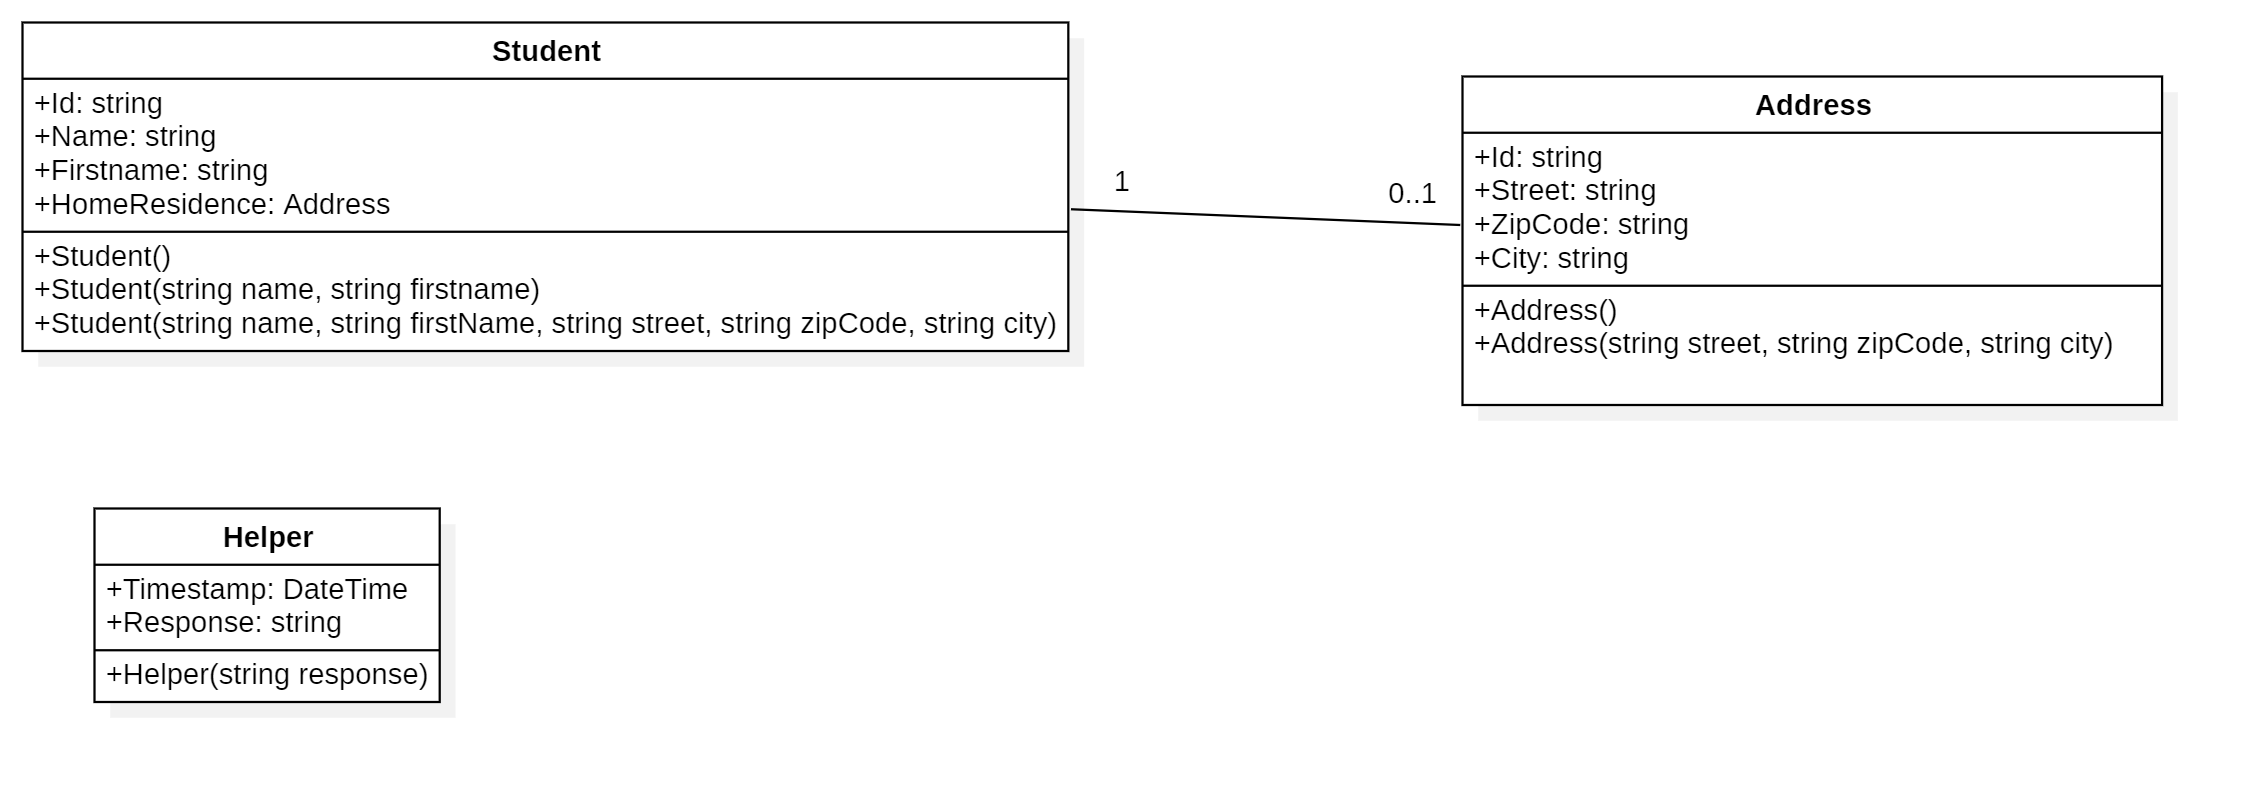 Student
+Id: string
+Name: string
+Firstname: string
+HomeResidence: Address
+Student()
+Student(string name, string firstname)
+Student(string name, string firstName, string street, string zipCode, string city)
1
0..1
Address
+Id: string
+Street: string
+ZipCode: string
+City: string
+Address()
+Address(string street, string zipCode, string city)
Helper
+Timestamp: DateTime
+Response: string
+Helper(string response)